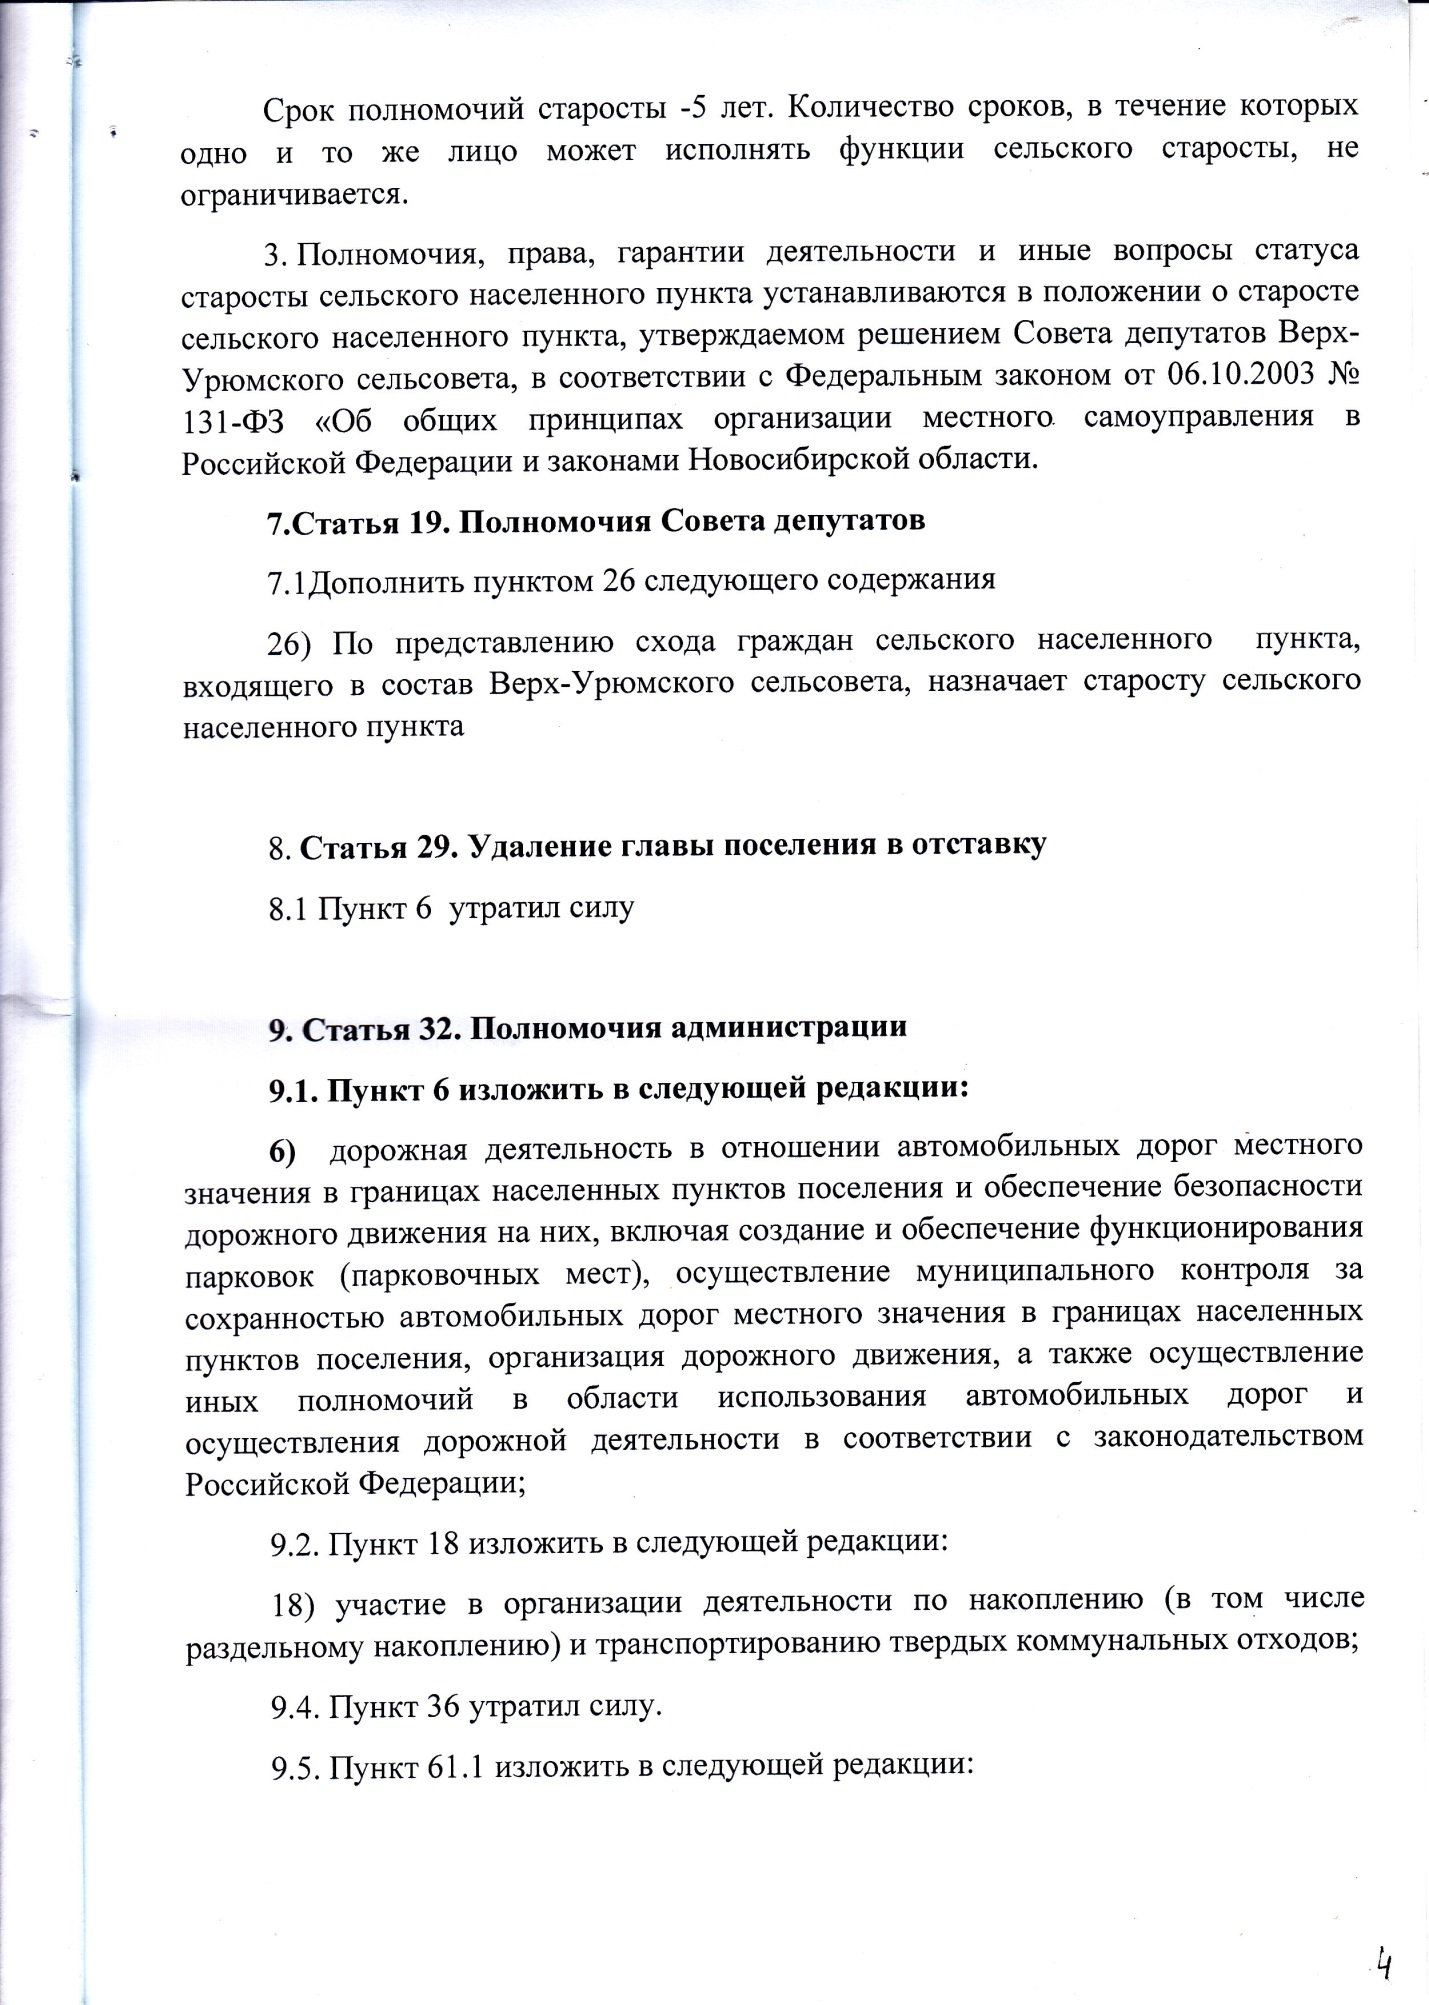 Срок полномочий старосты -5 лет. Количество сроков, в течение которых
одно и то же лицо может исполнять функции сельского старосты, не
ограничивается.
3. Полномочия, права, гарантии деятельности и иные вопросы статуса
старосты сельского населенного пункта устанавливаются в положении о старосте
сельского населенного пункта, утверждаемом решением Совета депутатов Верх-
Урюмского сельсовета, в соответствии с Федеральным законом от 06.10.2003 №
131-ФЗ «Об общих принципах организации местного самоуправления в
Российской Федерации и законами Новосибирской области.
7.Статья 19. Полномочия Совета депутатов
7.1Дополнить пунктом 26 следующего содержания
26) По представлению схода граждан сельского населенного пункта,
входящего в состав Верх-Урюмского сельсовета, назначает старосту сельского
населенного пункта
8. Статья 29. Удаление главы поселения в отставку
8.1 Пункт 6 утратил силу
9. Статья 32. Полномочия администрации
9.1. Пункт 6 изложить в следующей редакции:
6) дорожная деятельность в отношении автомобильных дорог местного
значения в границах населенных пунктов поселения и обеспечение безопасности
дорожного движения на них, включая создание и обеспечение функционирования
парковок (парковочных мест), осуществление муниципального контроля за
сохранностью автомобильных дорог местного значения в границах населенных
пунктов поселения, организация дорожного движения, а также осуществление
иных полномочий в области использования автомобильных дорог и
осуществления дорожной деятельности в соответствии с законодательством
Российской Федерации;
9.2. Пункт 18 изложить в следующей редакции:
18) участие в организации деятельности по накоплению (в том числе
раздельному накоплению) и транспортированию твердых коммунальных отходов;
9.4. Пункт 36 утратил силу.
9.5. Пункт 61.1 изложить в следующей редакции:
4